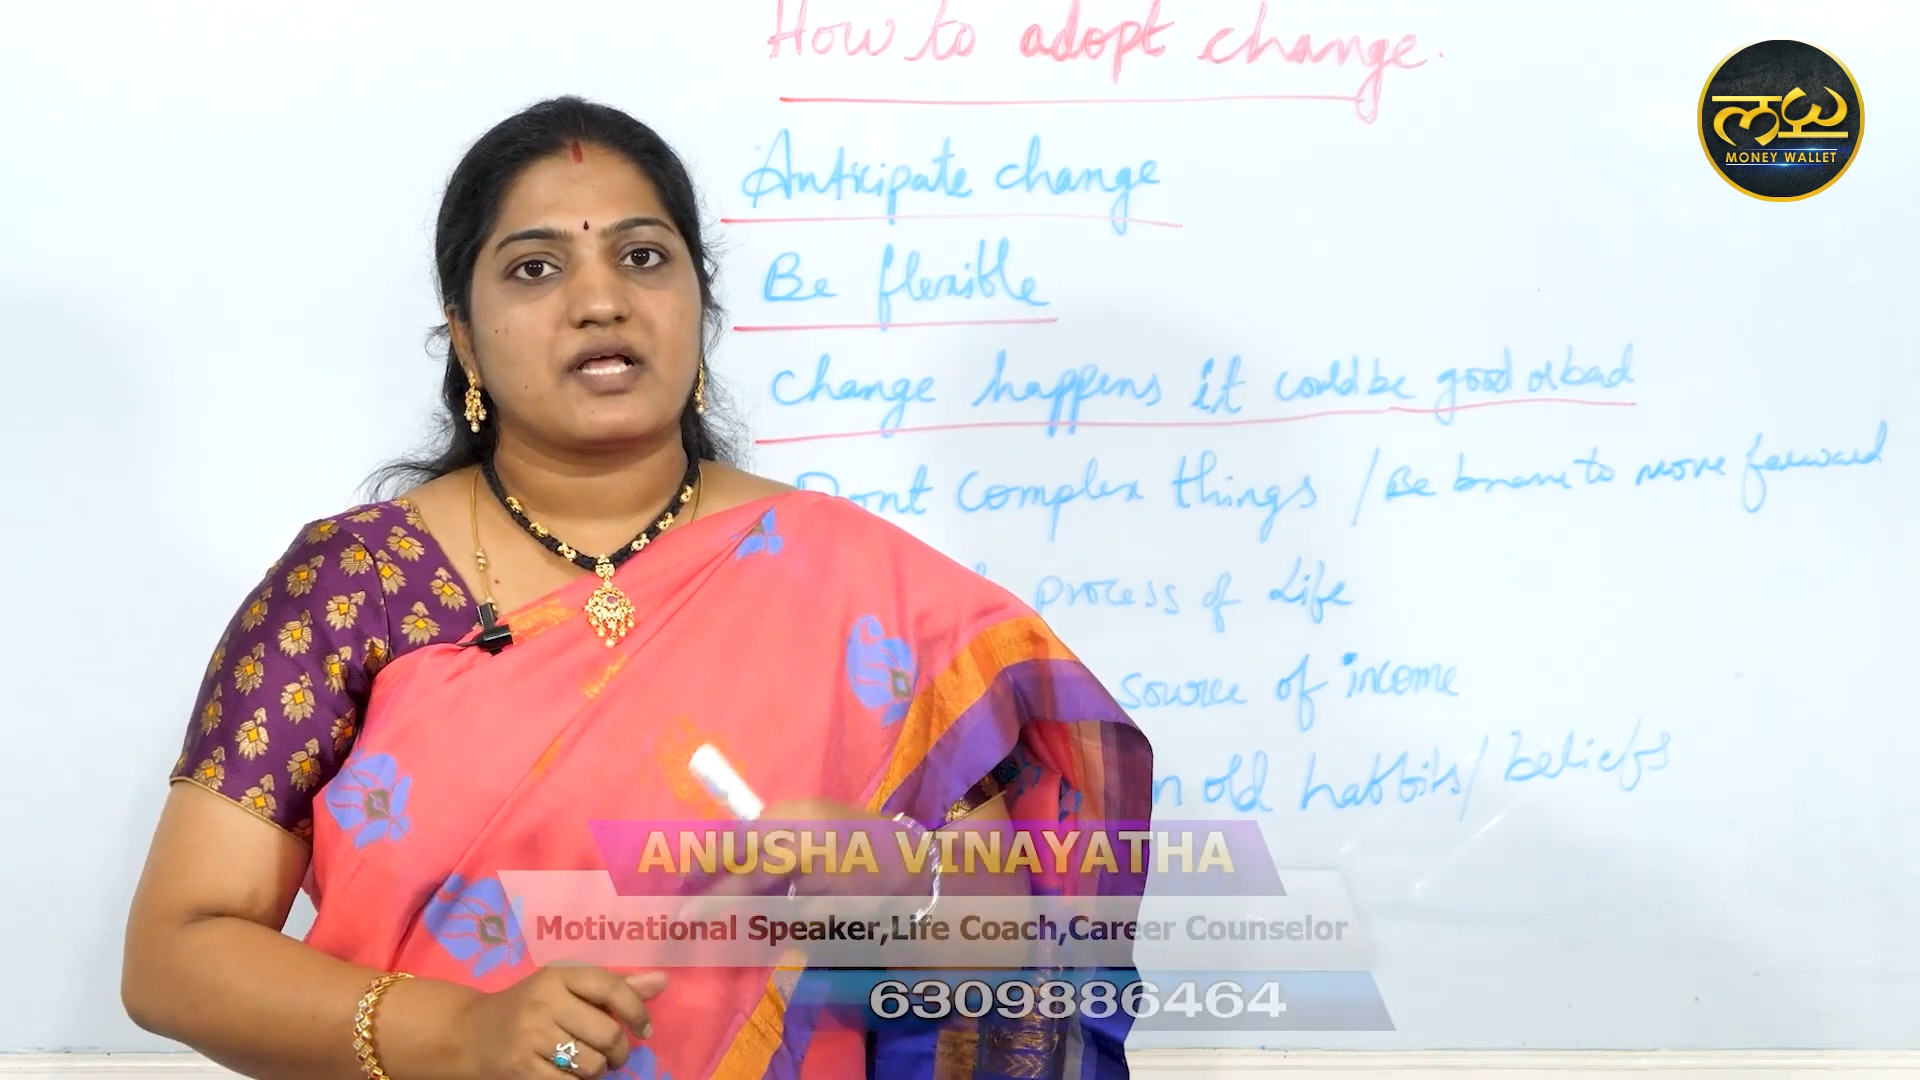 How to adopt change.
Anticipate change
MONEY WALLET
Be flexible
change happens it could be good or bad
Dont complex things / Be brave to move forward
process of Life
source of income
old habbits/ beliefs
ANUSHA VINAYATHA
Motivational Speaker,Life Coach,Career Counselor
6309886464